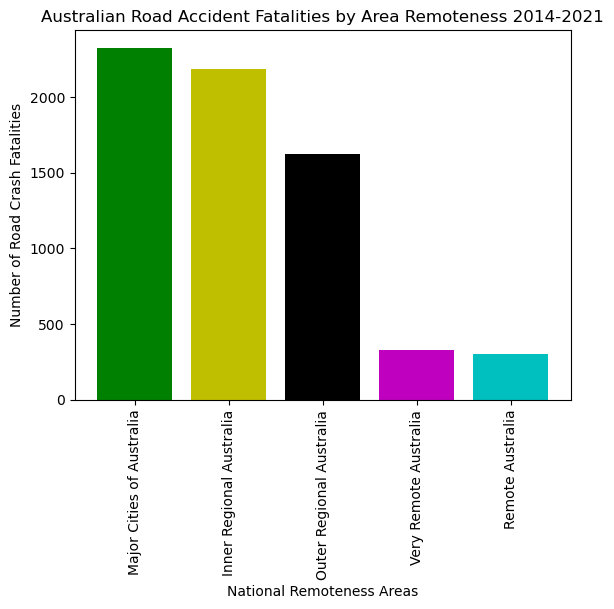 Australian Road Accident Fatalities by Area Remoteness 2014-2021
Number of Road Crash Fatalities
2000
1500
1000
500
0
Major Cities of Australia
Inner Regional Australia
Outer Regional Australia
Very Remote Australia
Remote Australia
National Remoteness Areas